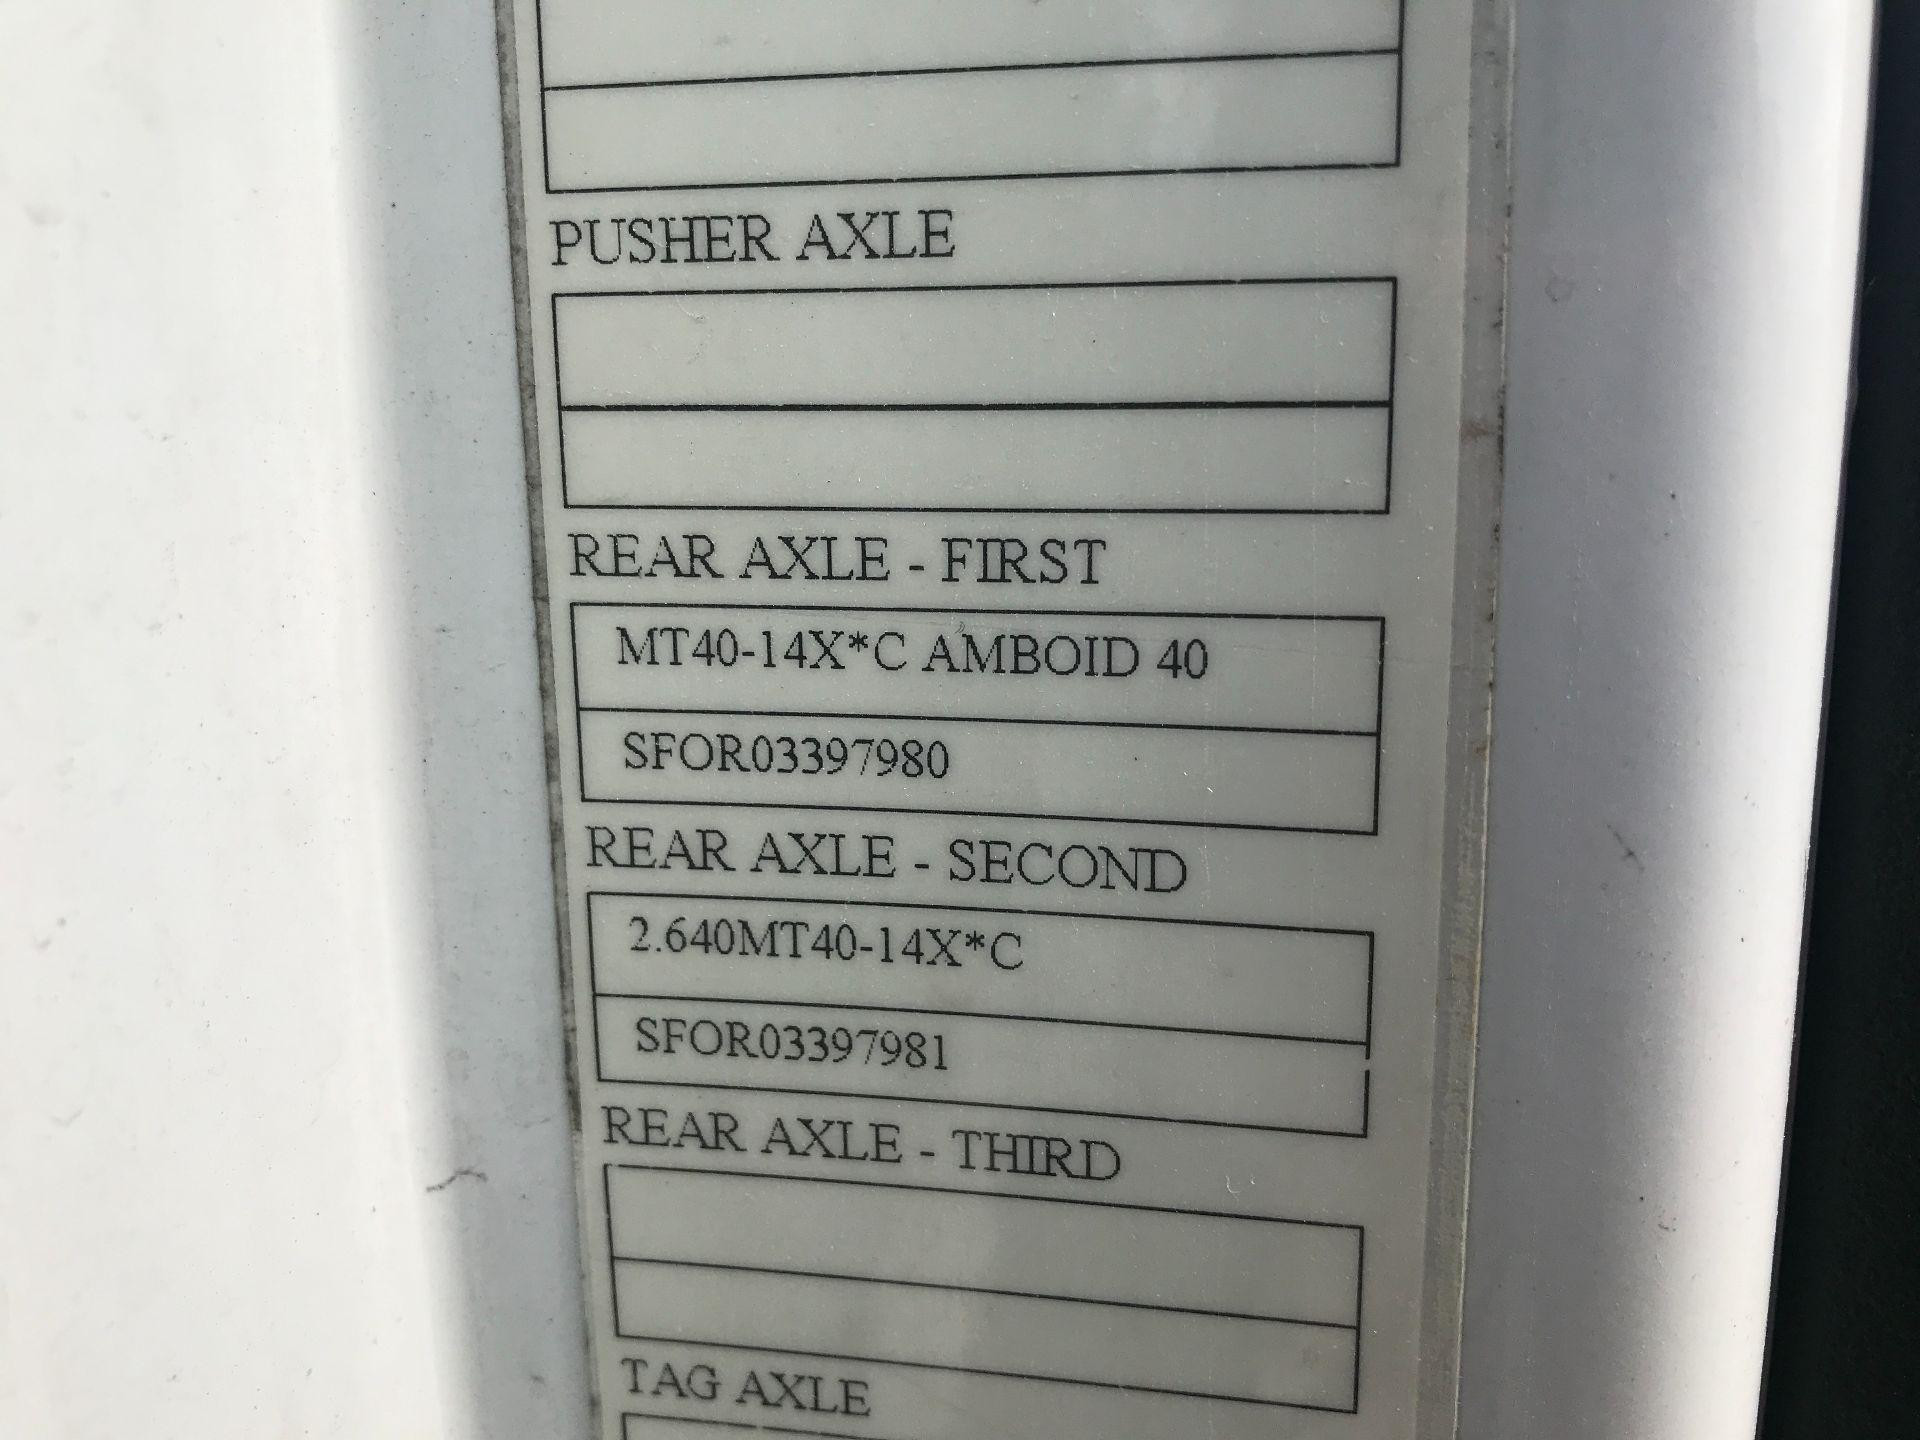 PUSHER AXLE
REAR AXLE - FIRST
MT40-14X*C AMBOID 40
SFOR03397980
REAR AXLE - SECOND
2.640MT40-14X*C
SFOR03397981
REAR AXLE - THIRD
TAG AXLE